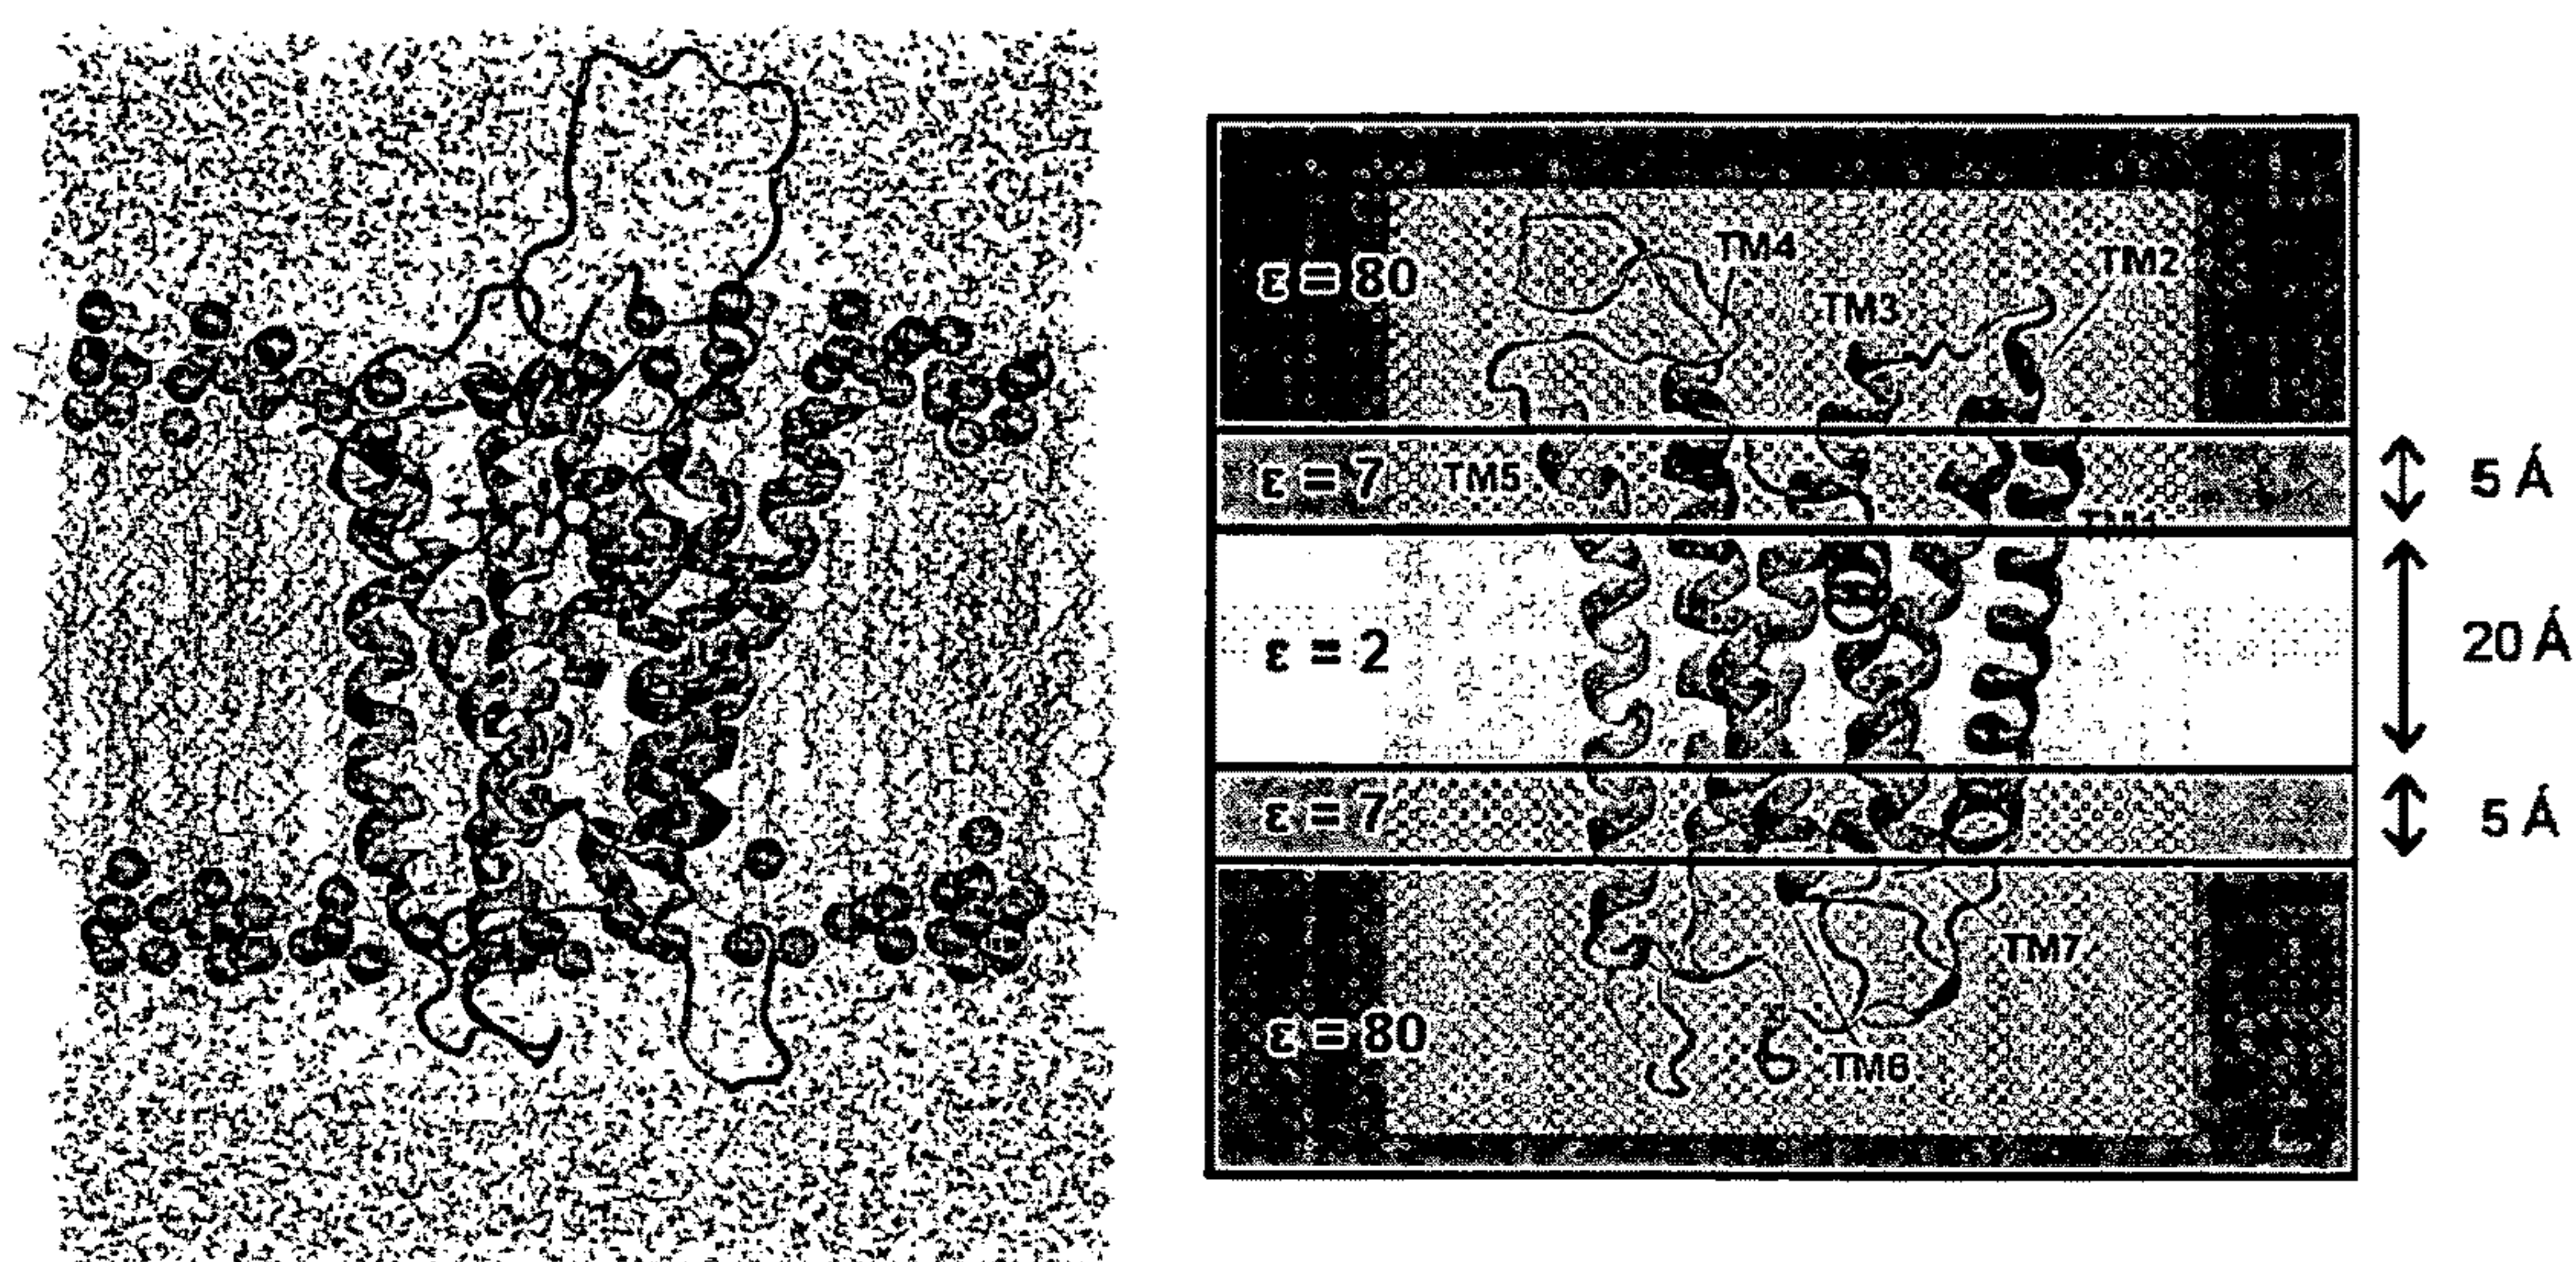 TM4
TM2
ε = 80
TM3
ε = 7
TM5
5 Å
ε = 2
20 Å
ε = 7
5 Å
TM7
ε = 80
TM6